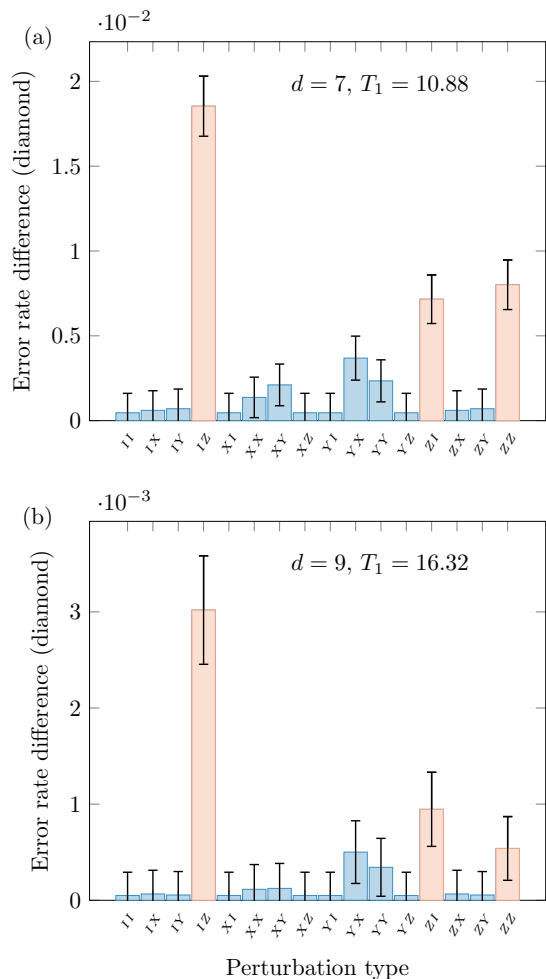 (a)
·10⁻²
d = 7, T₁ = 10.88
Error rate difference (diamond)
2
1.5
1
0.5
0
II IX IY IZ XI XX XY XZ YI YX YY YZ ZI ZX ZY ZZ
(b)
·10⁻³
d = 9, T₁ = 16.32
Error rate difference (diamond)
3
2
1
0
II IX IY IZ XI XX XY XZ YI YX YY YZ ZI ZX ZY ZZ
Perturbation type